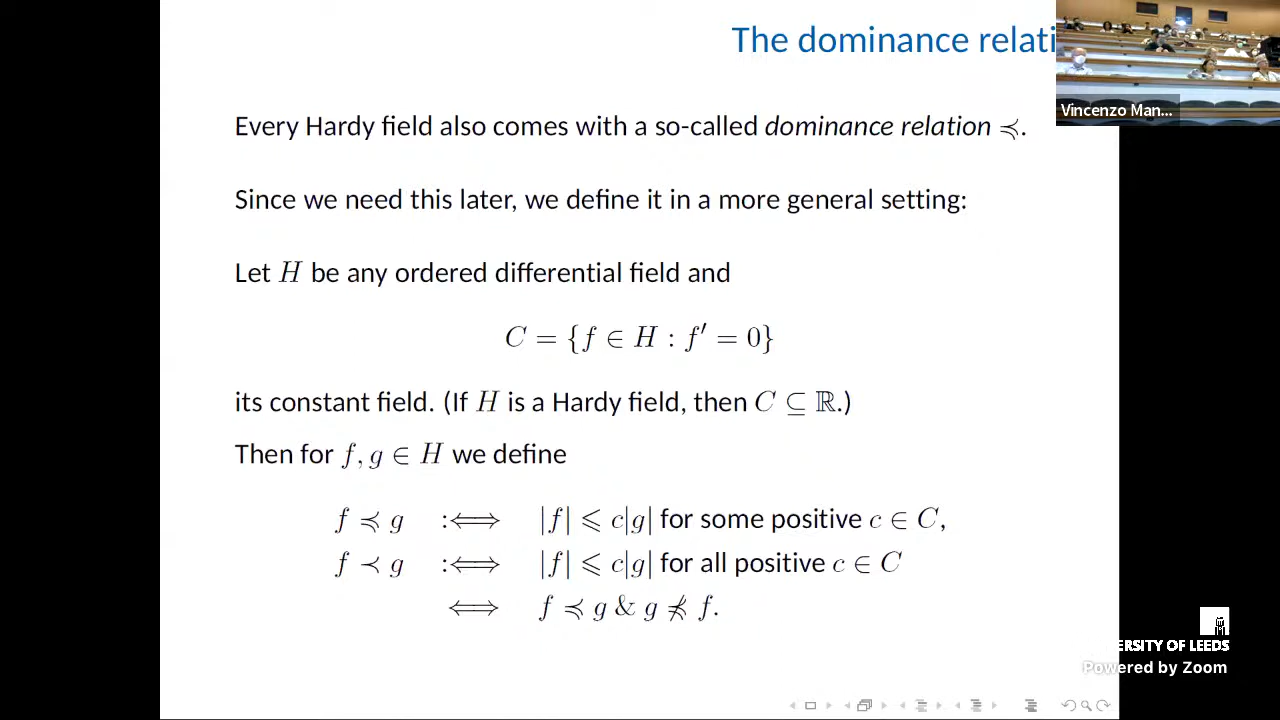 The dominance relati
Vincenzo Man...
Every Hardy field also comes with a so-called dominance relation ≼.
Since we need this later, we define it in a more general setting:
Let H be any ordered differential field and
C = {f ∈ H : f′ = 0}
its constant field. (If H is a Hardy field, then C ⊆ ℝ.)
Then for f, g ∈ H we define
f ≼ g :⟺ |f| ⩽ c|g| for some positive c ∈ C,
f ≺ g :⟺ |f| ⩽ c|g| for all positive c ∈ C
⟺ f ≼ g & g ⋠ f.
ERSITY OF LEEDS
Powered by Zoom